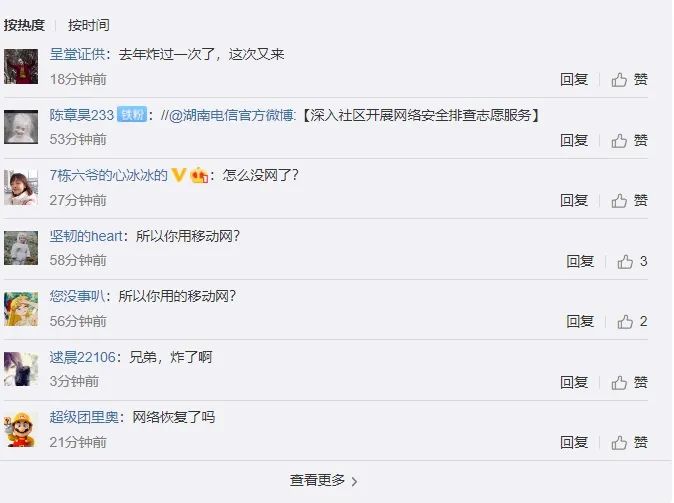 按热度 按时间
呈堂证供：去年炸过一次了，这次又来
18分钟前 回复 赞
陈章昊233 铁粉：//@湖南电信官方微博:【深入社区开展网络安全排查志愿服务】
53分钟前 回复 赞
7栋六爷的心冰冰的：怎么没网了？
27分钟前 回复 赞
坚韧的heart：所以你用移动网？
58分钟前 回复 3
您没事叭：所以你用的移动网？
56分钟前 回复 2
逑晨22106：兄弟，炸了啊
3分钟前 回复 赞
超级团里奥：网络恢复了吗
21分钟前 回复 赞
查看更多